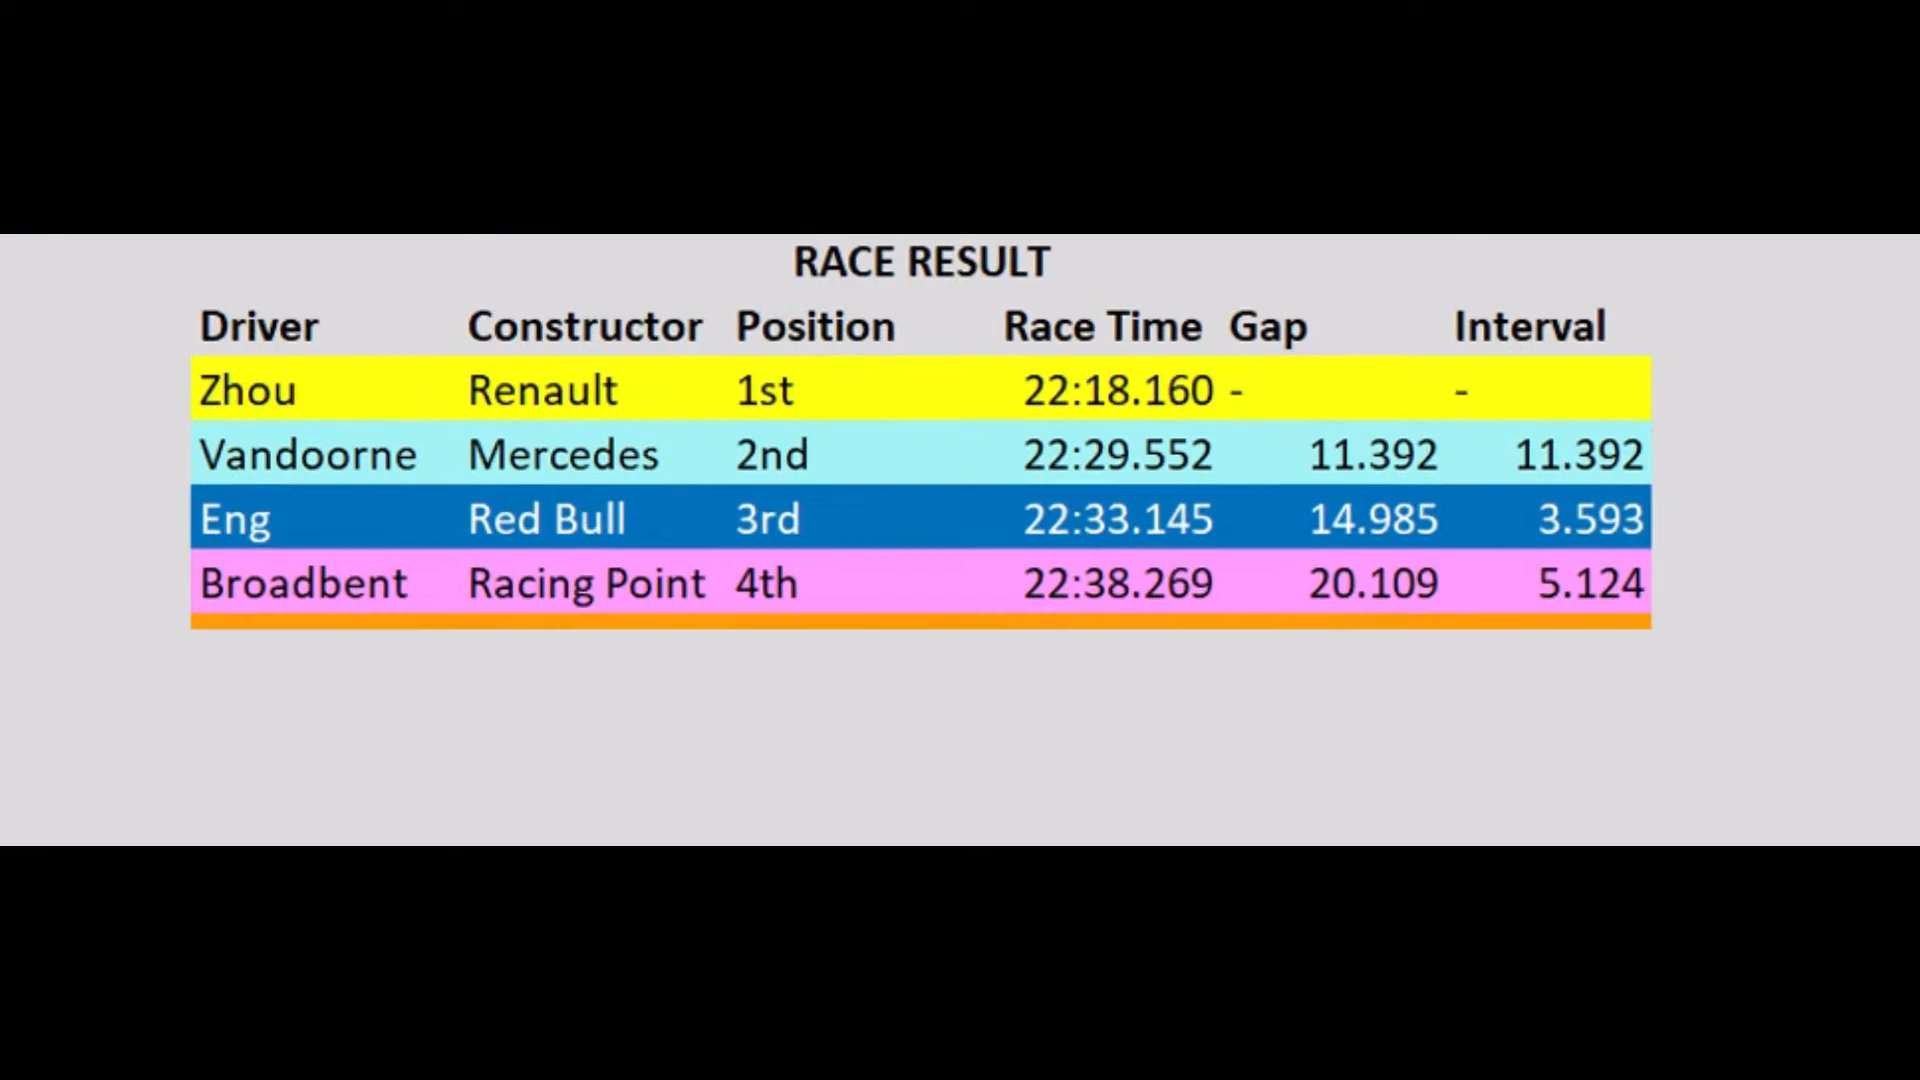 RACE RESULT
Driver Constructor Position Race Time Gap Interval
Zhou Renault 1st 22:18.160 - -
Vandoorne Mercedes 2nd 22:29.552 11.392 11.392
Eng Red Bull 3rd 22:33.145 14.985 3.593
Broadbent Racing Point 4th 22:38.269 20.109 5.124